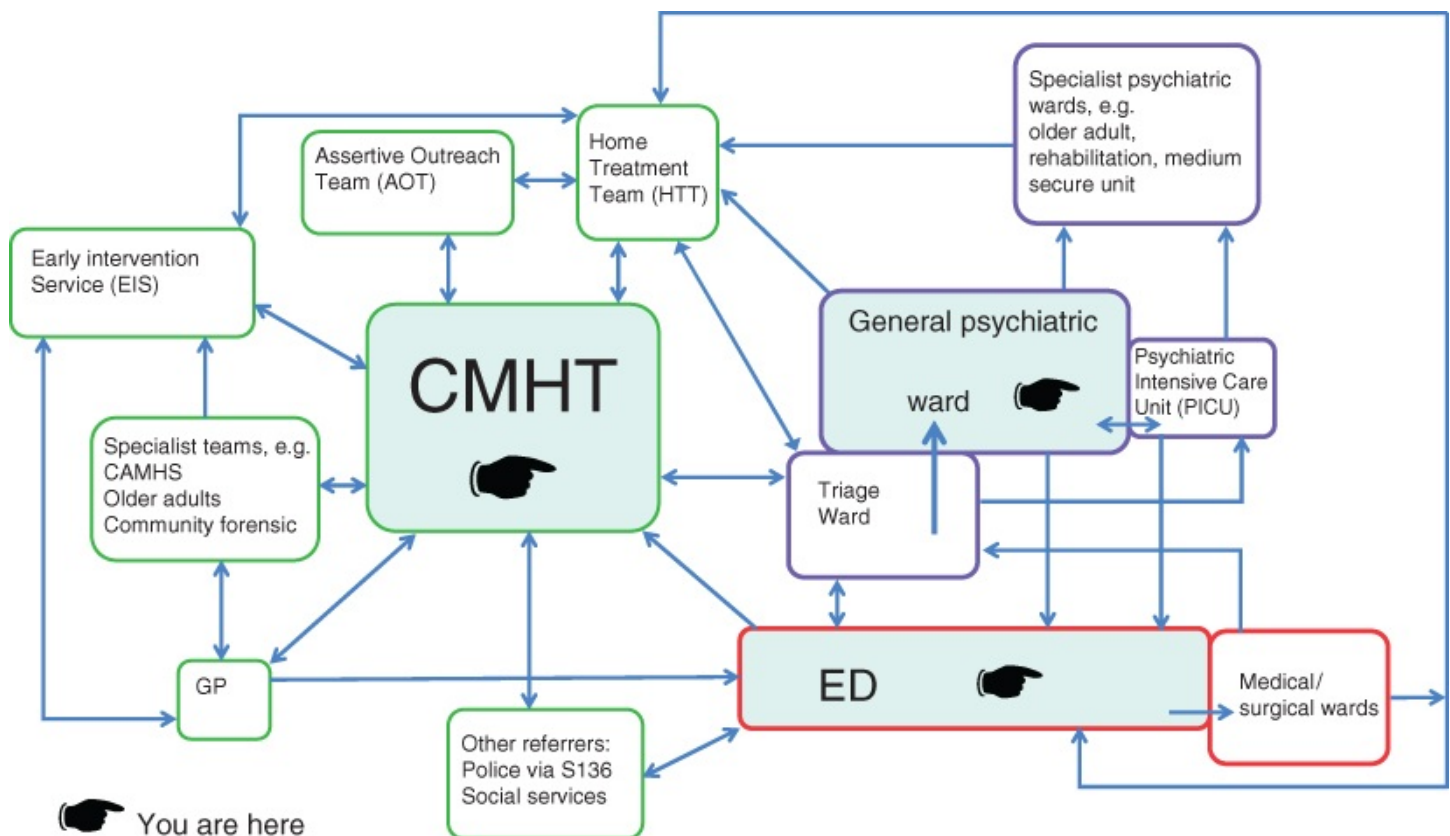 Specialist psychiatric
wards, e.g.
older adult,
rehabilitation, medium
secure unit
Home
Treatment
Team (HTT)
Assertive Outreach
Team (AOT)
Early intervention
Service (EIS)
General psychiatric
ward
CMHT
Psychiatric
Intensive Care
Unit (PICU)
Specialist teams, e.g.
CAMHS
Older adults
Community forensic
Triage
Ward
GP
ED
Medical/
surgical wards
Other referrers:
Police via S136
Social services
You are here